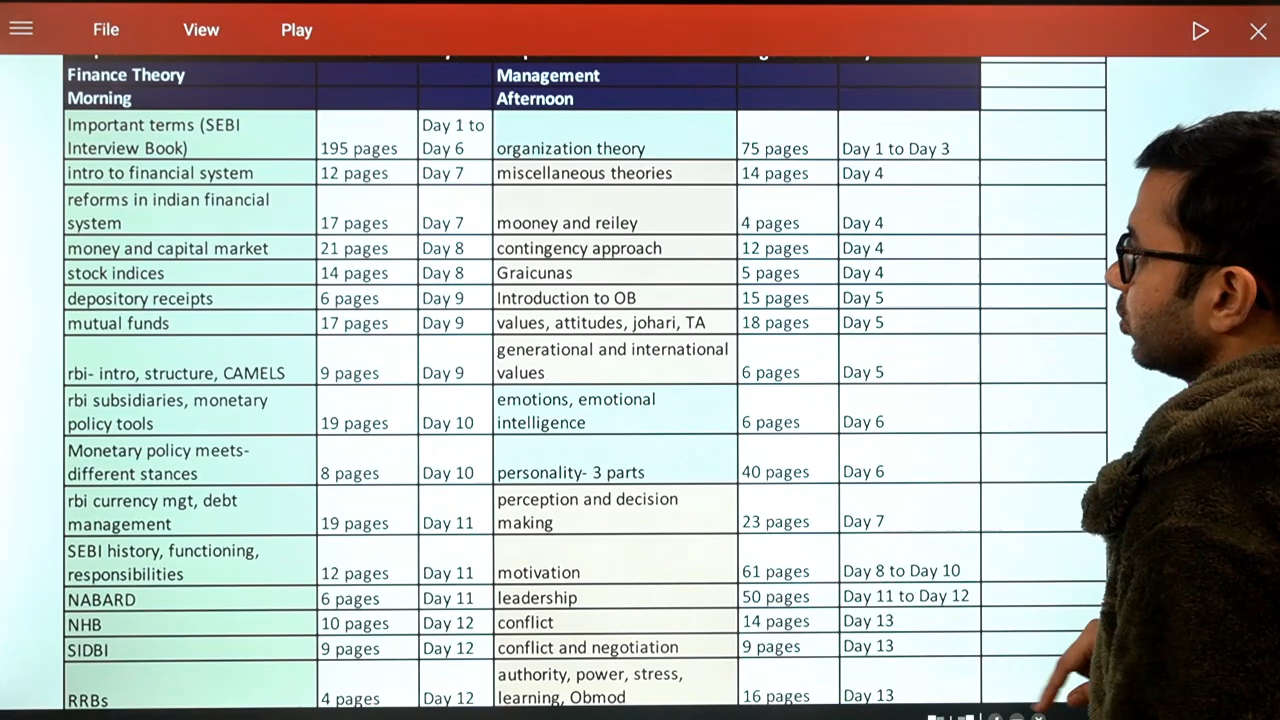 File View Play
Finance Theory Management
Morning Afternoon
Important terms (SEBI Interview Book) 195 pages Day 1 to Day 6 organization theory 75 pages Day 1 to Day 3
intro to financial system 12 pages Day 7 miscellaneous theories 14 pages Day 4
reforms in indian financial system 17 pages Day 7 mooney and reiley 4 pages Day 4
money and capital market 21 pages Day 8 contingency approach 12 pages Day 4
stock indices 14 pages Day 8 Graicunas 5 pages Day 4
depository receipts 6 pages Day 9 Introduction to OB 15 pages Day 5
mutual funds 17 pages Day 9 values, attitudes, johari, TA 18 pages Day 5
rbi- intro, structure, CAMELS 9 pages Day 9 generational and international values 6 pages Day 5
rbi subsidiaries, monetary policy tools 19 pages Day 10 emotions, emotional intelligence 6 pages Day 6
Monetary policy meets- different stances 8 pages Day 10 personality- 3 parts 40 pages Day 6
rbi currency mgt, debt management 19 pages Day 11 perception and decision making 23 pages Day 7
SEBI history, functioning, responsibilities 12 pages Day 11 motivation 61 pages Day 8 to Day 10
NABARD 6 pages Day 11 leadership 50 pages Day 11 to Day 12
NHB 10 pages Day 12 conflict 14 pages Day 13
SIDBI 9 pages Day 12 conflict and negotiation 9 pages Day 13
RRBs 4 pages Day 12 authority, power, stress, learning, Obmod 16 pages Day 13